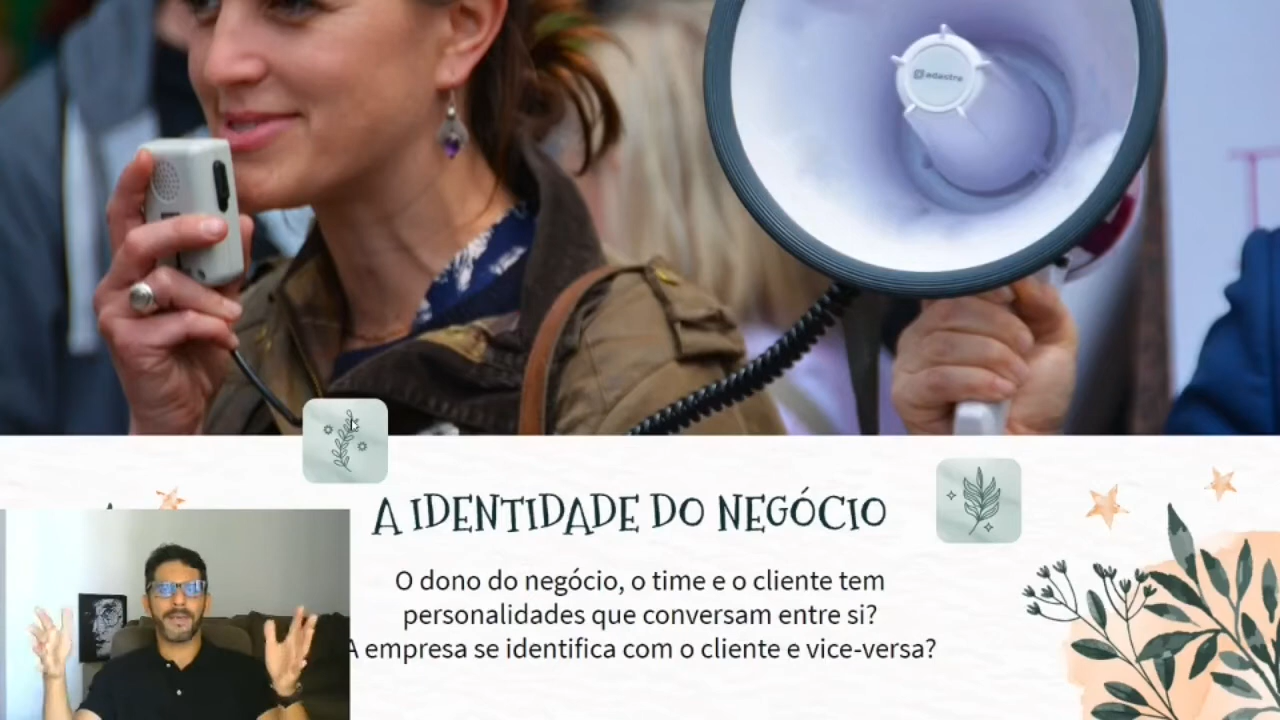 adastra
A IDENTIDADE DO NEGÓCIO
O dono do negócio, o time e o cliente tem
personalidades que conversam entre si?
A empresa se identifica com o cliente e vice-versa?